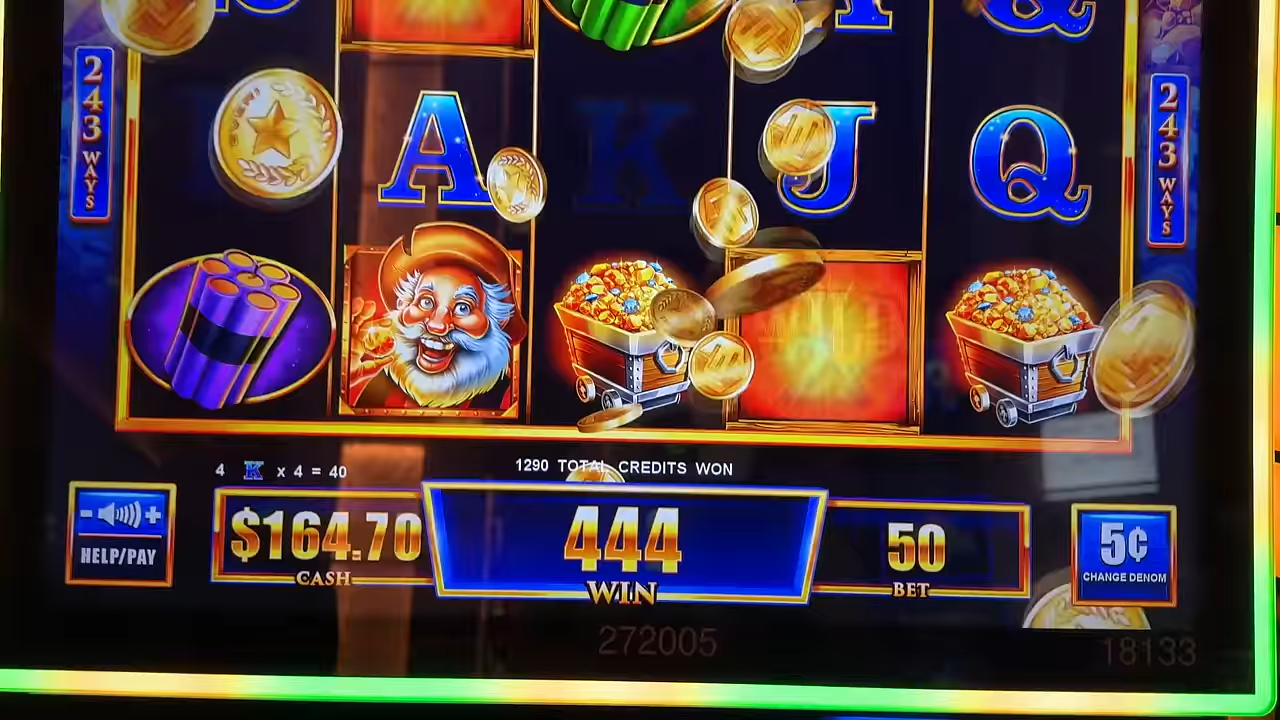 243 WAYS
243 WAYS
A
K
J
Q
4 K x 4 = 40
1290 TOTAL CREDITS WON
HELP/PAY
$164.70
CASH
444
WIN
50
BET
5¢
CHANGE DENOM
272005
18133